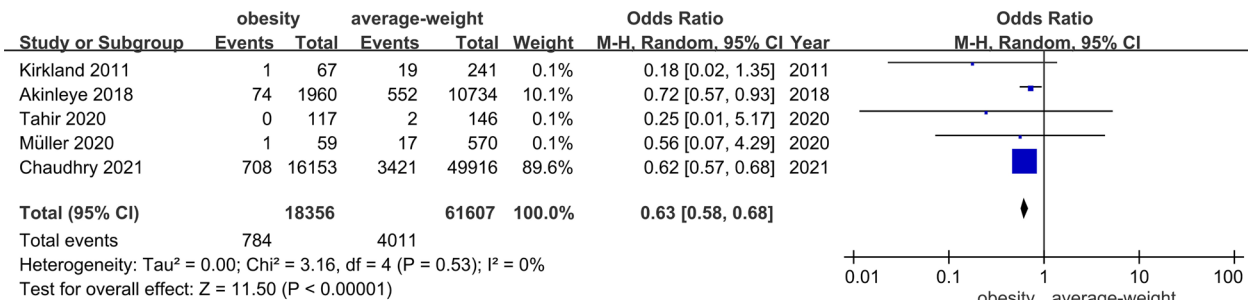 obesity average-weight Odds Ratio Odds Ratio
Study or Subgroup Events Total Events Total Weight M-H, Random, 95% CI Year M-H, Random, 95% CI
Kirkland 2011 1 67 19 241 0.1% 0.18 [0.02, 1.35] 2011
Akinleye 2018 74 1960 552 10734 10.1% 0.72 [0.57, 0.93] 2018
Tahir 2020 0 117 2 146 0.1% 0.25 [0.01, 5.17] 2020
Müller 2020 1 59 17 570 0.1% 0.56 [0.07, 4.29] 2020
Chaudhry 2021 708 16153 3421 49916 89.6% 0.62 [0.57, 0.68] 2021
Total (95% CI) 18356 61607 100.0% 0.63 [0.58, 0.68]
Total events 784 4011
Heterogeneity: Tau² = 0.00; Chi² = 3.16, df = 4 (P = 0.53); I² = 0%
Test for overall effect: Z = 11.50 (P < 0.00001)
0.01 0.1 1 10 100
obesity average-weight